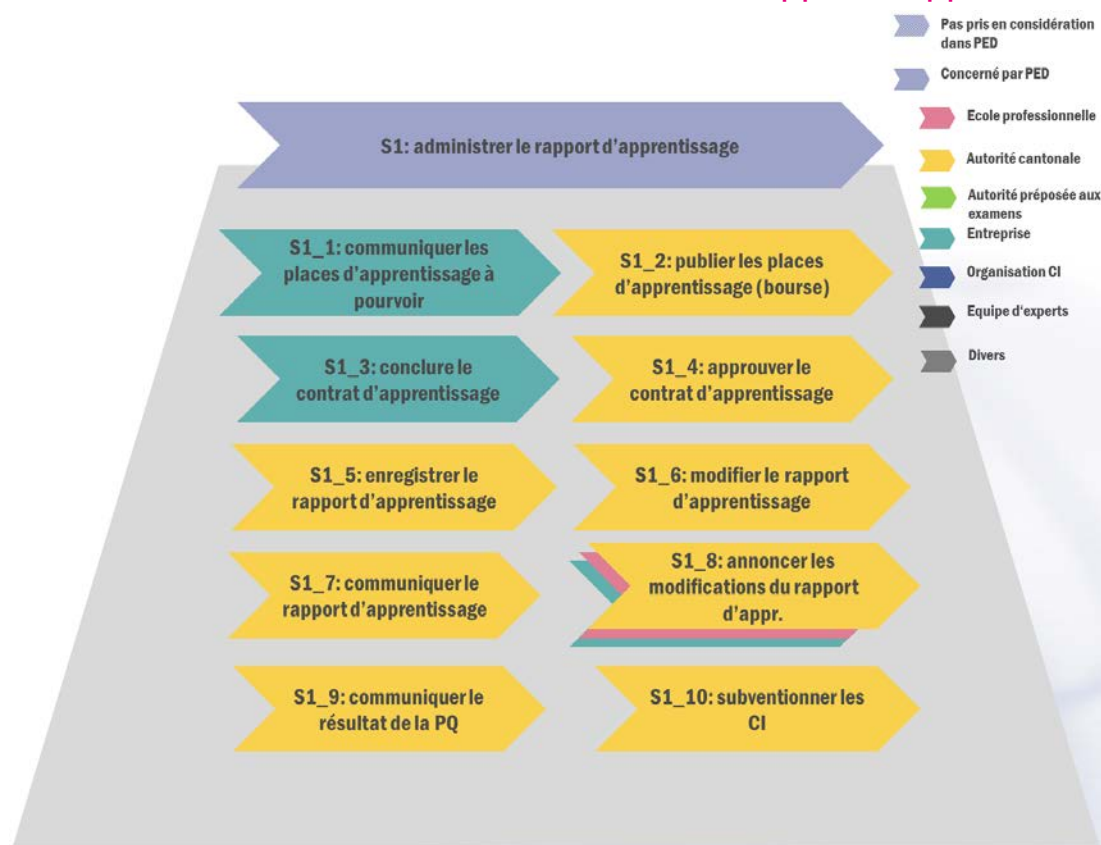 Pas pris en considération
dans PED
Concerné par PED
Ecole professionnelle
Autorité cantonale
Autorité préposée aux
examens
Entreprise
Organisation CI
Equipe d'experts
Divers
S1: administrer le rapport d'apprentissage
S1_1: communiquer les
places d'apprentissage à
pourvoir
S1_2: publier les places
d'apprentissage (bourse)
S1_3: conclure le
contrat d'apprentissage
S1_4: approuver le
contrat d'apprentissage
S1_5: enregistrer le
rapport d'apprentissage
S1_6: modifier le rapport
d'apprentissage
S1_7: communiquer le
rapport d'apprentissage
S1_8: annoncer les
modifications du rapport
d'appr.
S1_9: communiquer le
résultat de la PQ
S1_10: subventionner les
CI